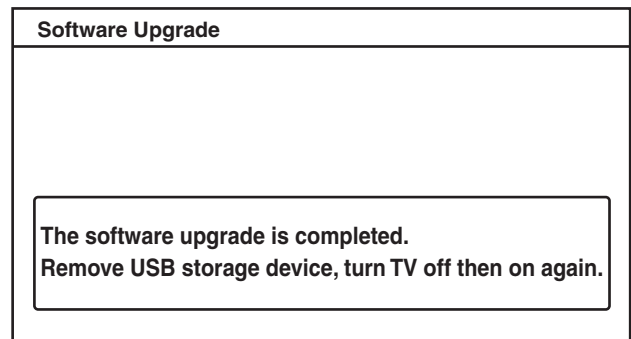 Software Upgrade
The software upgrade is completed.
Remove USB storage device, turn TV off then on again.